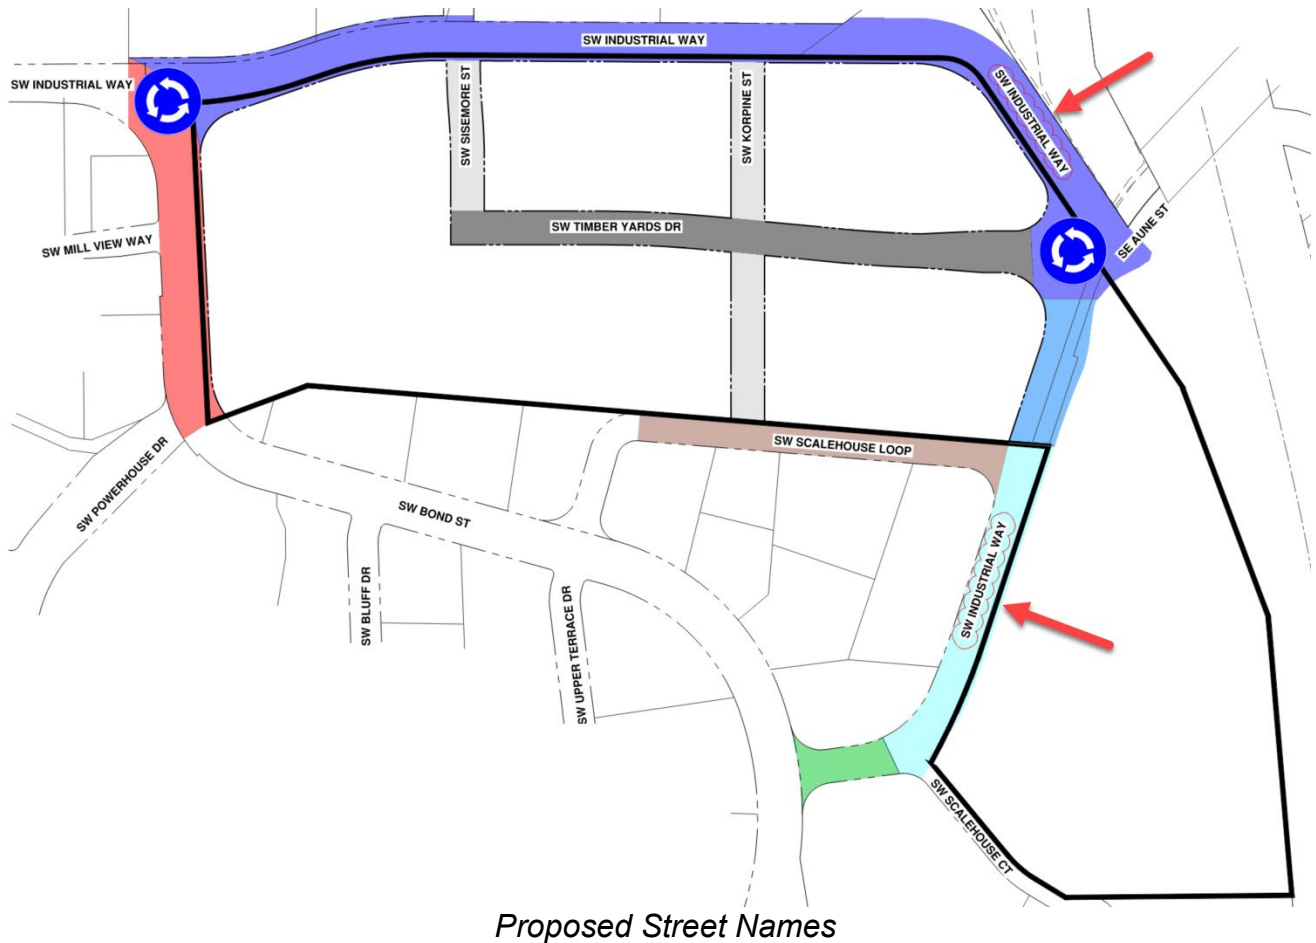 SW INDUSTRIAL WAY
SW INDUSTRIAL WAY
SW INDUSTRIAL WAY
SW SISEMORE ST
SW KORPINE ST
SW TIMBER YARDS DR
SE AUNE ST
SW MILL VIEW WAY
SW POWERHOUSE DR
SW SCALEHOUSE LOOP
SW BOND ST
SW INDUSTRIAL WAY
SW BLUFF DR
SW UPPER TERRACE DR
SW SCALEHOUSE CT
Proposed Street Names